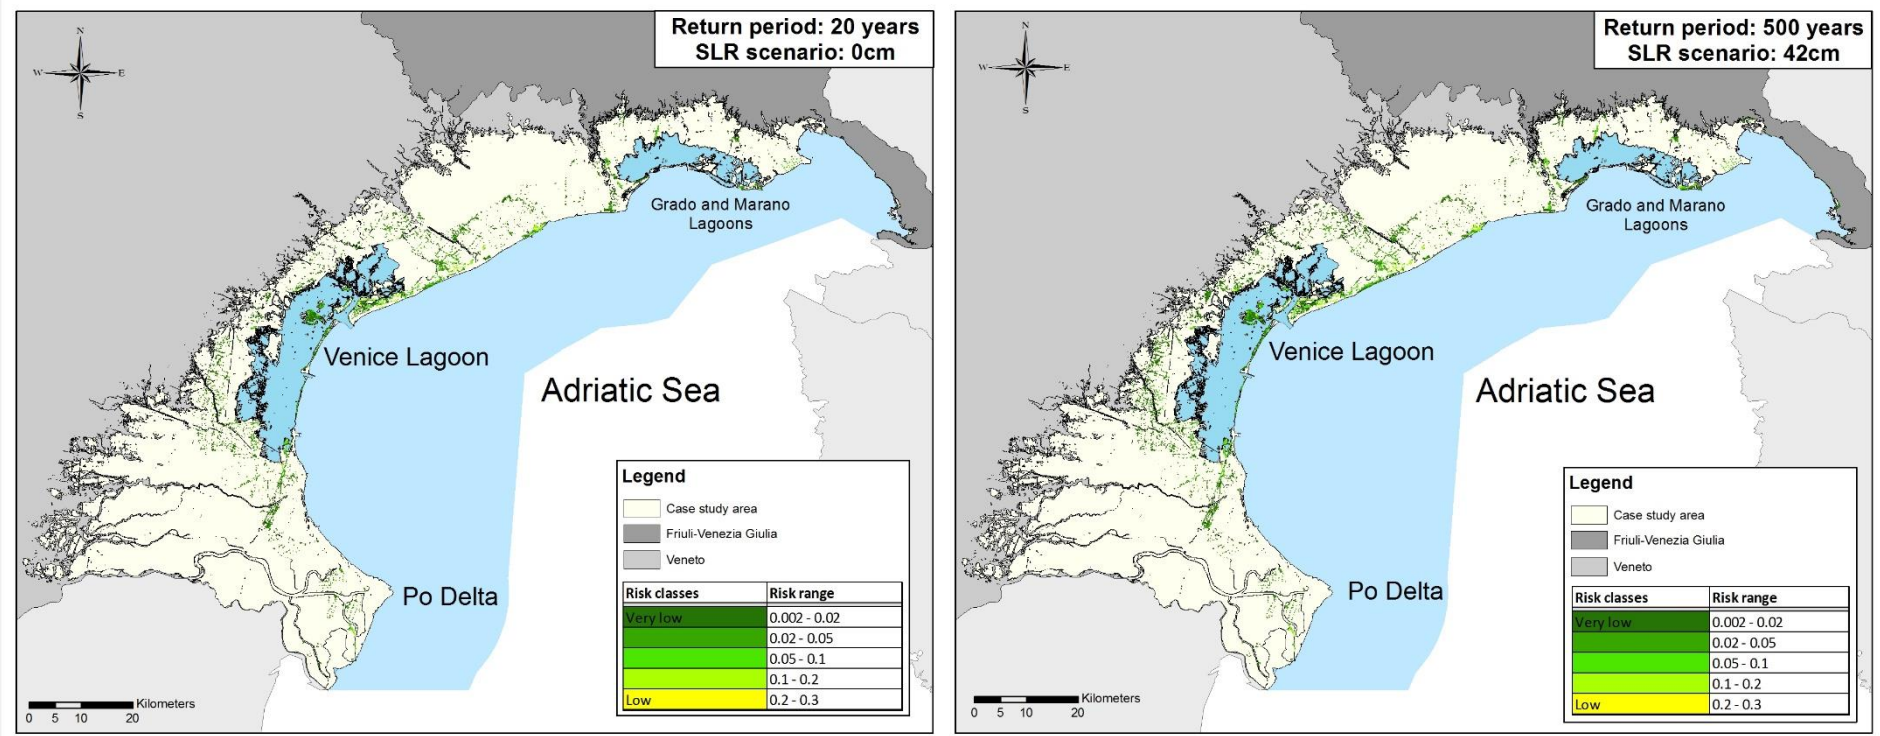 Return period: 20 years
SLR scenario: 0cm
N
W
E
S
Grado and Marano
Lagoons
Venice Lagoon
Adriatic Sea
Po Delta
Legend
Case study area
Friuli-Venezia Giulia
Veneto
Risk classes Risk range
Very low 0.002 - 0.02
0.02 - 0.05
0.05 - 0.1
0.1 - 0.2
Low 0.2 - 0.3
Kilometers
0 5 10 20
Return period: 500 years
SLR scenario: 42cm
N
W
E
S
Grado and Marano
Lagoons
Venice Lagoon
Adriatic Sea
Po Delta
Legend
Case study area
Friuli-Venezia Giulia
Veneto
Risk classes Risk range
Very low 0.002 - 0.02
0.02 - 0.05
0.05 - 0.1
0.1 - 0.2
Low 0.2 - 0.3
Kilometers
0 5 10 20